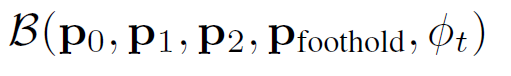 ℬ(𝐩₀, 𝐩₁, 𝐩₂, 𝐩_foothold, ϕₜ)